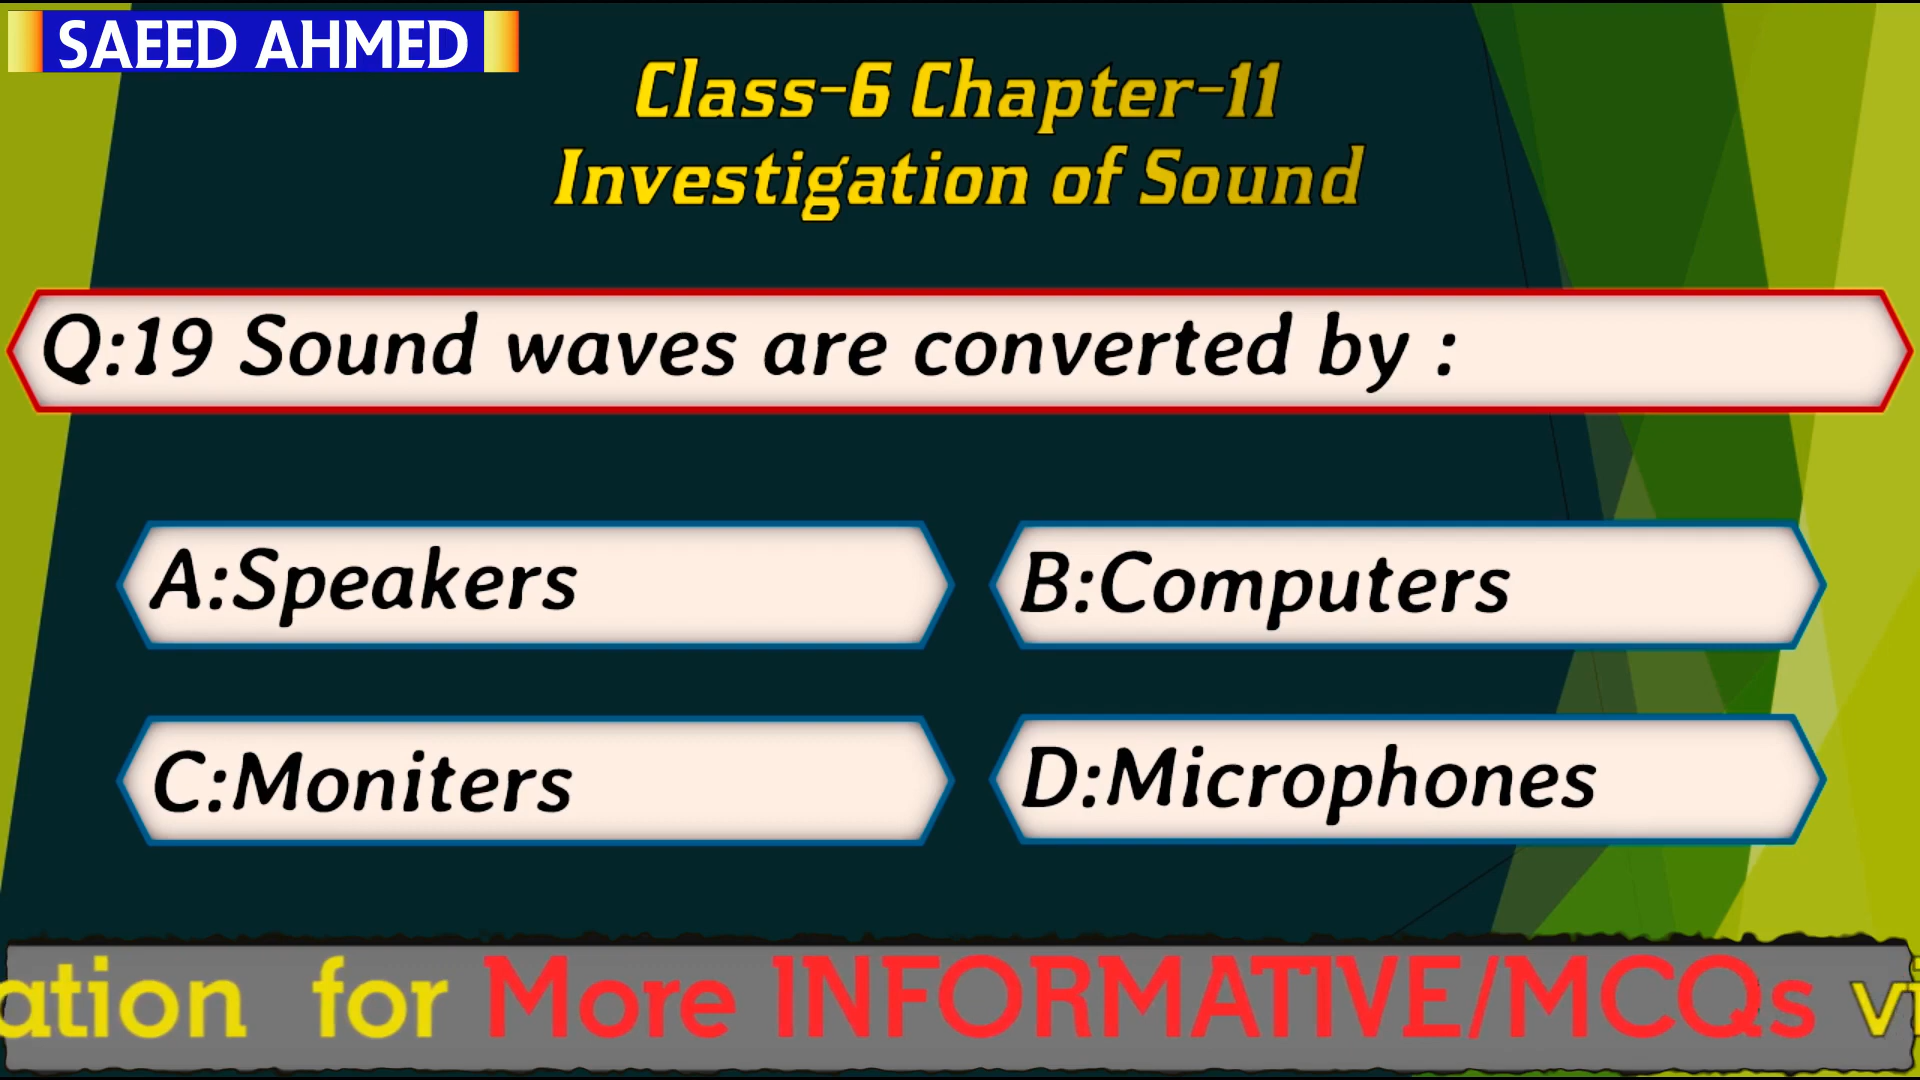 SAEED AHMED
Class-6 Chapter-11
Investigation of Sound
Q:19 Sound waves are converted by :
A:Speakers
B:Computers
C:Moniters
D:Microphones
ation for More INFORMATIVE/MCQs vi